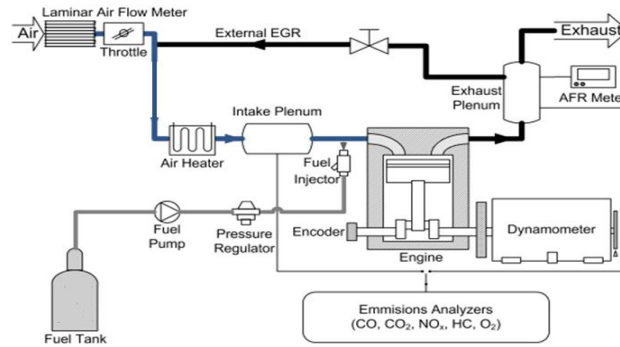 Laminar Air Flow Meter
Air
Throttle
External EGR
Exhaust
Exhaust
Plenum
AFR Meter
Intake Plenum
Air Heater
Fuel
Injector
Fuel
Pump
Pressure
Regulator
Encoder
Engine
Dynamometer
Fuel Tank
Emmisions Analyzers
(CO, CO₂, NOₓ, HC, O₂)